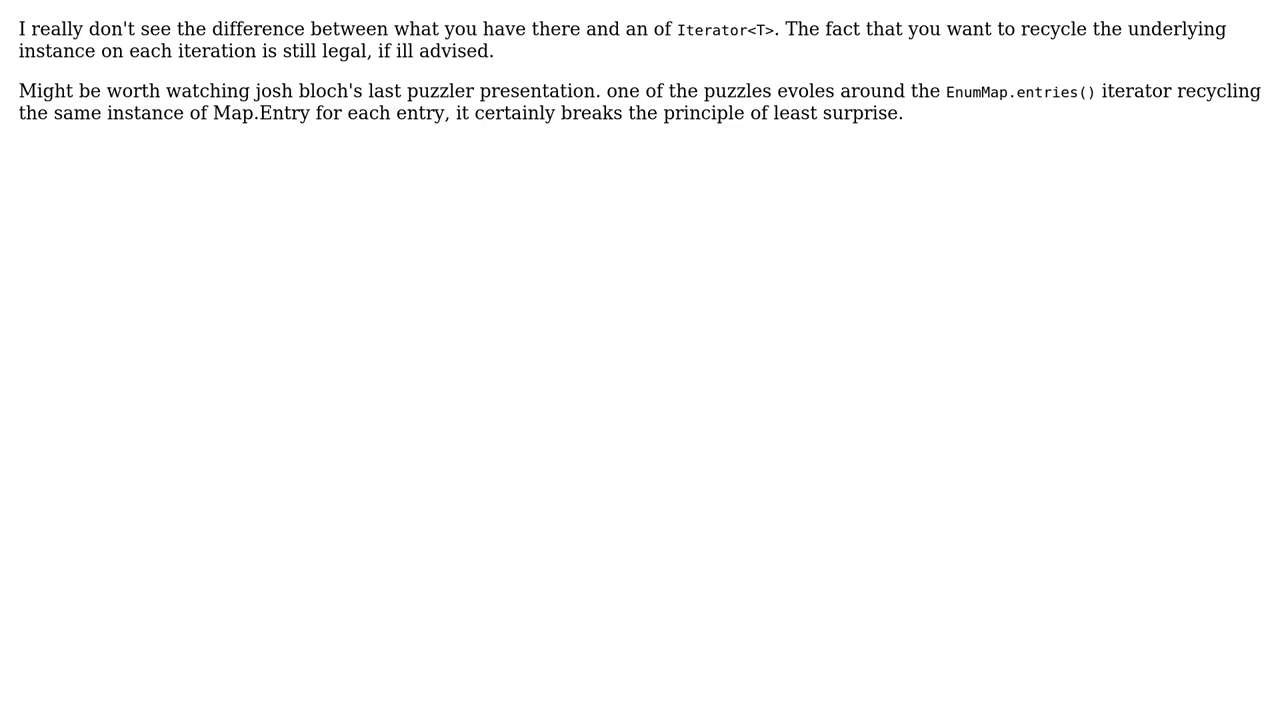 I really don't see the difference between what you have there and an of Iterator<T>. The fact that you want to recycle the underlying
instance on each iteration is still legal, if ill advised.
Might be worth watching josh bloch's last puzzler presentation. one of the puzzles evoles around the EnumMap.entries() iterator recycling
the same instance of Map.Entry for each entry, it certainly breaks the principle of least surprise.